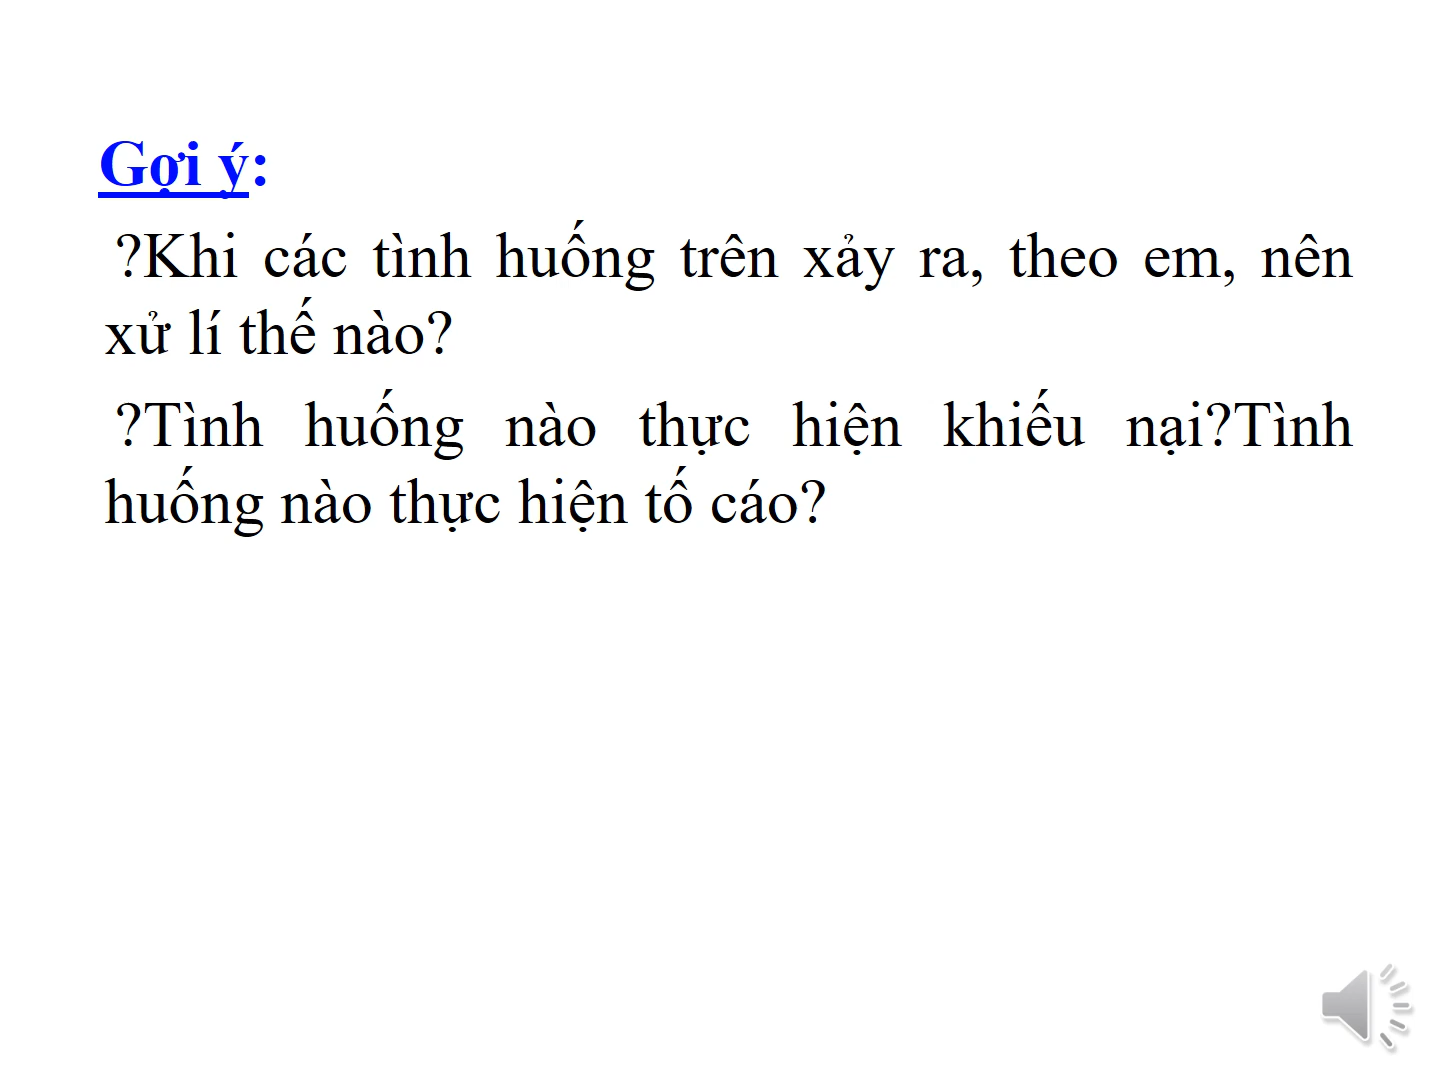 Gợi ý:
?Khi các tình huống trên xảy ra, theo em, nên
xử lí thế nào?
?Tình huống nào thực hiện khiếu nại?Tình
huống nào thực hiện tố cáo?